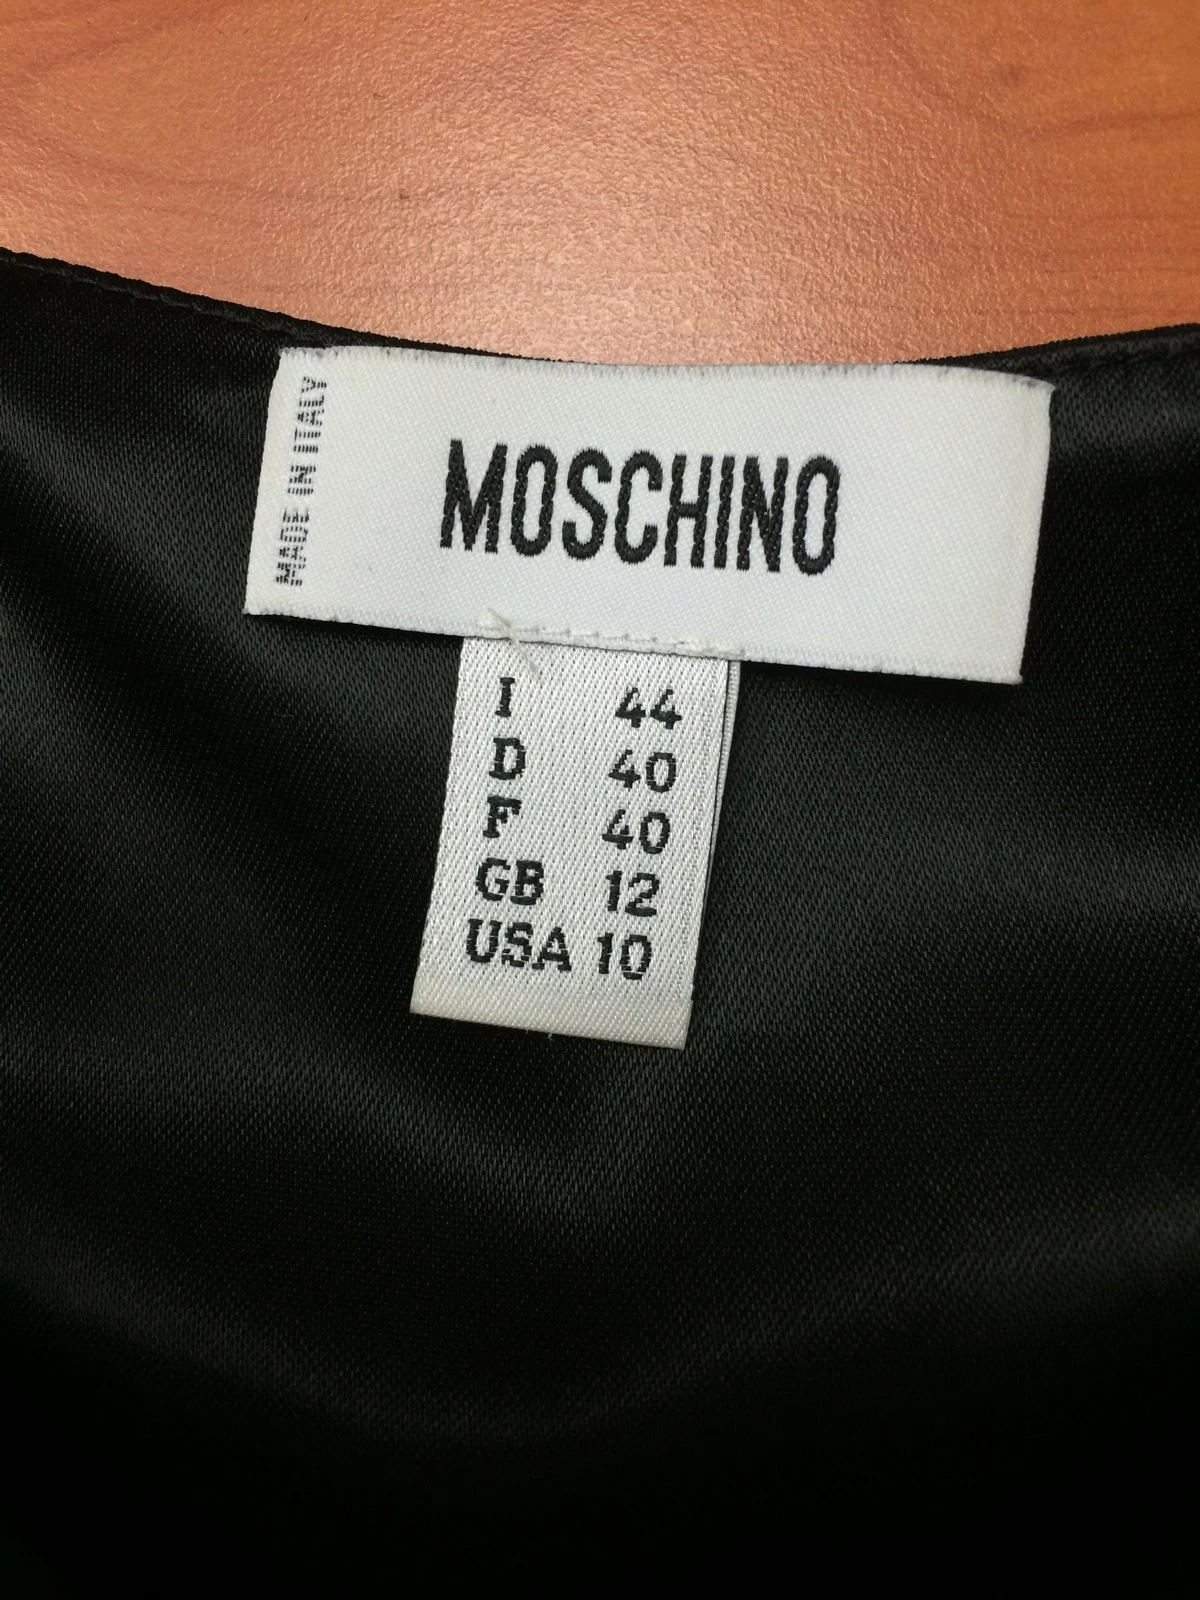 MADE IN ITALY
MOSCHINO
I 44
D 40
F 40
GB 12
USA 10